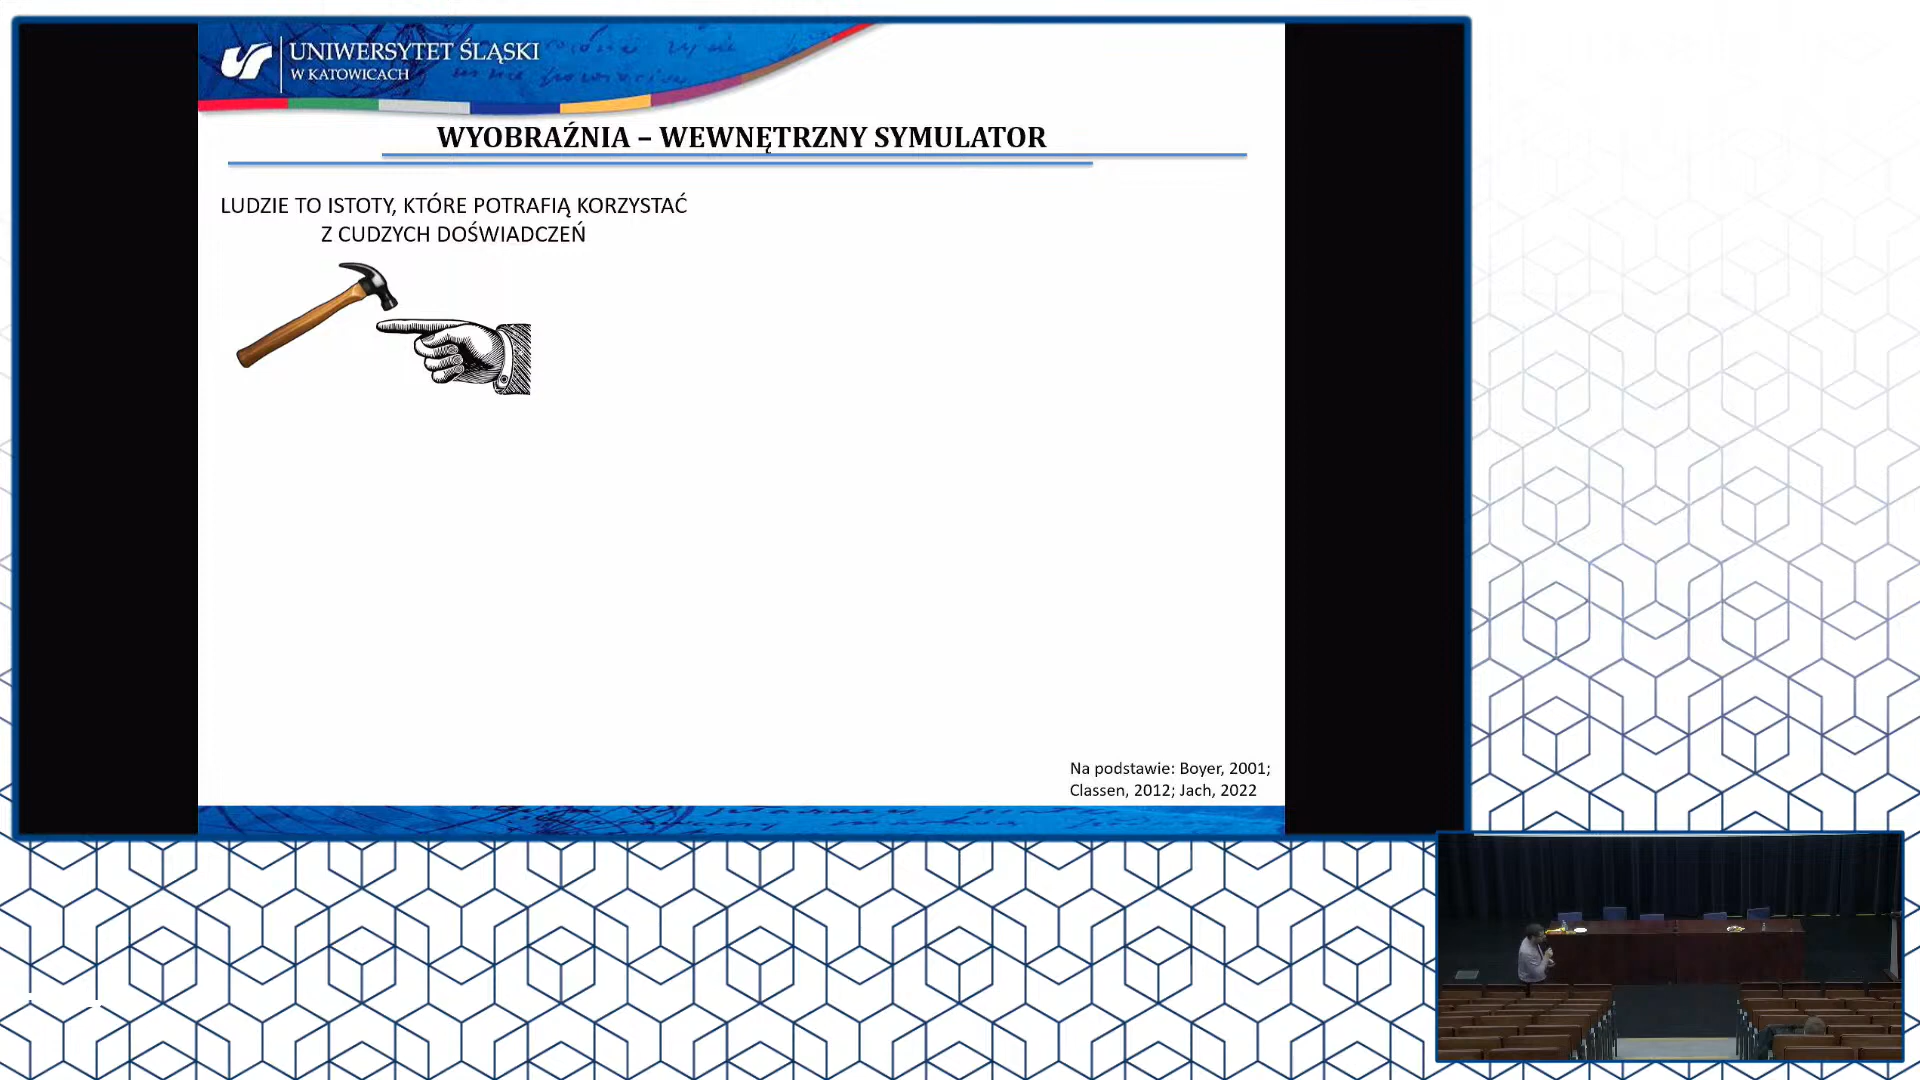 UNIWERSYTET ŚLĄSKI
W KATOWICACH
WYOBRAŹNIA – WEWNĘTRZNY SYMULATOR
LUDZIE TO ISTOTY, KTÓRE POTRAFIĄ KORZYSTAĆ
Z CUDZYCH DOŚWIADCZEŃ
Na podstawie: Boyer, 2001;
Classen, 2012; Jach, 2022